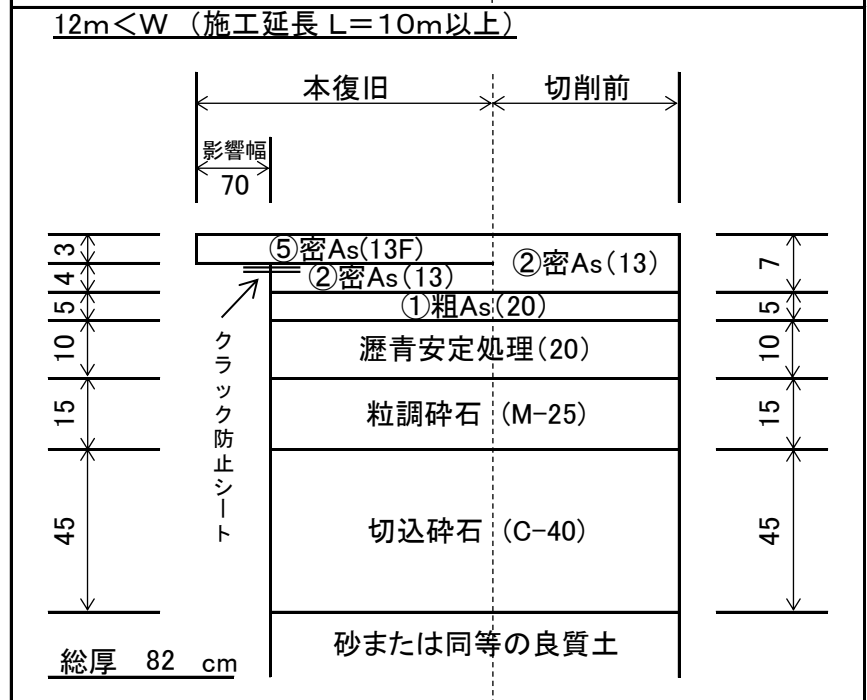 12m<W (施工延長 L=10m以上)
本復旧
切削前
影響幅
70
3
⑤密As(13F)
②密As(13)
7
4
②密As(13)
5
①粗As(20)
5
10
瀝青安定処理(20)
10
クラック防止シート
15
粒調砕石 (M-25)
15
45
切込砕石 (C-40)
45
砂または同等の良質土
総厚 82 cm